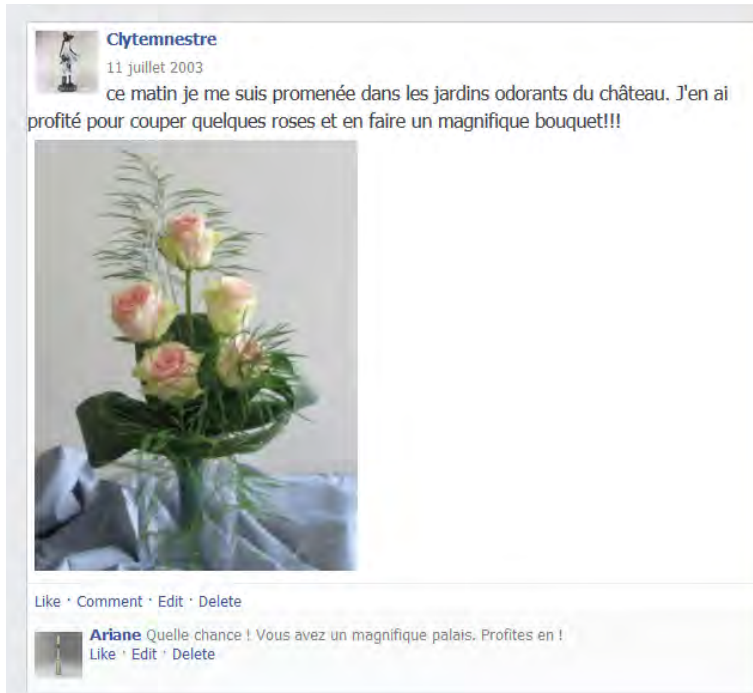 Clytemnestre
11 juillet 2003
ce matin je me suis promenée dans les jardins odorants du château. J'en ai
profité pour couper quelques roses et en faire un magnifique bouquet!!!
Like · Comment · Edit · Delete
Ariane Quelle chance ! Vous avez un magnifique palais. Profites en !
Like · Edit · Delete